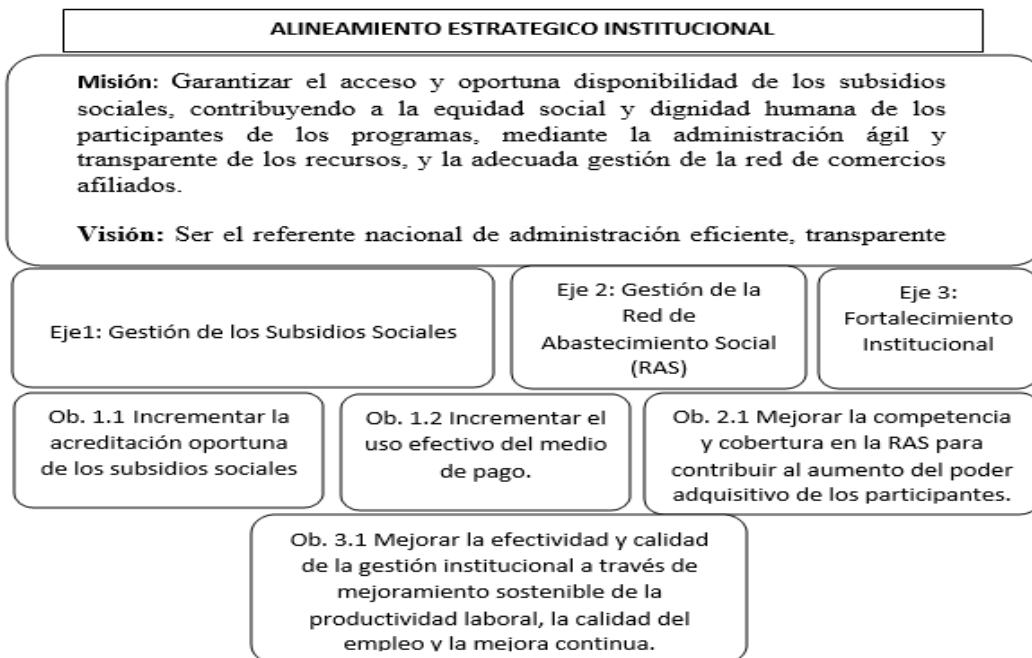 ALINEAMIENTO ESTRATEGICO INSTITUCIONAL
Misión: Garantizar el acceso y oportuna disponibilidad de los subsidios
sociales, contribuyendo a la equidad social y dignidad humana de los
participantes de los programas, mediante la administración ágil y
transparente de los recursos, y la adecuada gestión de la red de comercios
afiliados.
Visión: Ser el referente nacional de administración eficiente, transparente
Eje1: Gestión de los Subsidios Sociales
Eje 2: Gestión de la
Red de
Abastecimiento Social
(RAS)
Eje 3:
Fortalecimiento
Institucional
Ob. 1.1 Incrementar la
acreditación oportuna
de los subsidios sociales
Ob. 1.2 Incrementar el
uso efectivo del medio
de pago.
Ob. 2.1 Mejorar la competencia
y cobertura en la RAS para
contribuir al aumento del poder
adquisitivo de los participantes.
Ob. 3.1 Mejorar la efectividad y calidad
de la gestión institucional a través de
mejoramiento sostenible de la
productividad laboral, la calidad del
empleo y la mejora continua.